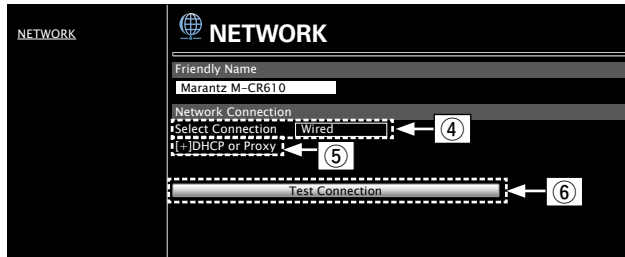 NETWORK
NETWORK
Friendly Name
Marantz M-CR610
Network Connection
Select Connection Wired ④
[+]DHCP or Proxy ⑤
Test Connection ⑥